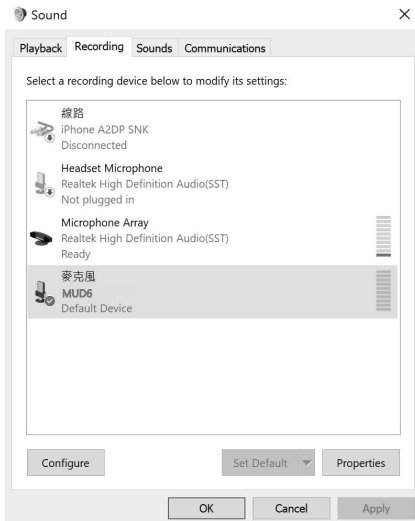 Sound
Playback Recording Sounds Communications
Select a recording device below to modify its settings:
線路
iPhone A2DP SNK
Disconnected
Headset Microphone
Realtek High Definition Audio(SST)
Not plugged in
Microphone Array
Realtek High Definition Audio(SST)
Ready
麥克風
MUD6
Default Device
Configure Set Default Properties
OK Cancel Apply